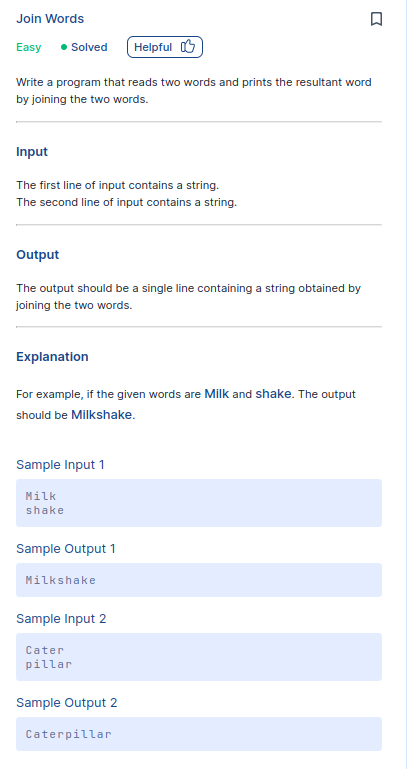 Join Words
Easy Solved Helpful
Write a program that reads two words and prints the resultant word
by joining the two words.
Input
The first line of input contains a string.
The second line of input contains a string.
Output
The output should be a single line containing a string obtained by
joining the two words.
Explanation
For example, if the given words are Milk and shake. The output
should be Milkshake.
Sample Input 1
Milk
shake
Sample Output 1
Milkshake
Sample Input 2
Cater
pillar
Sample Output 2
Caterpillar